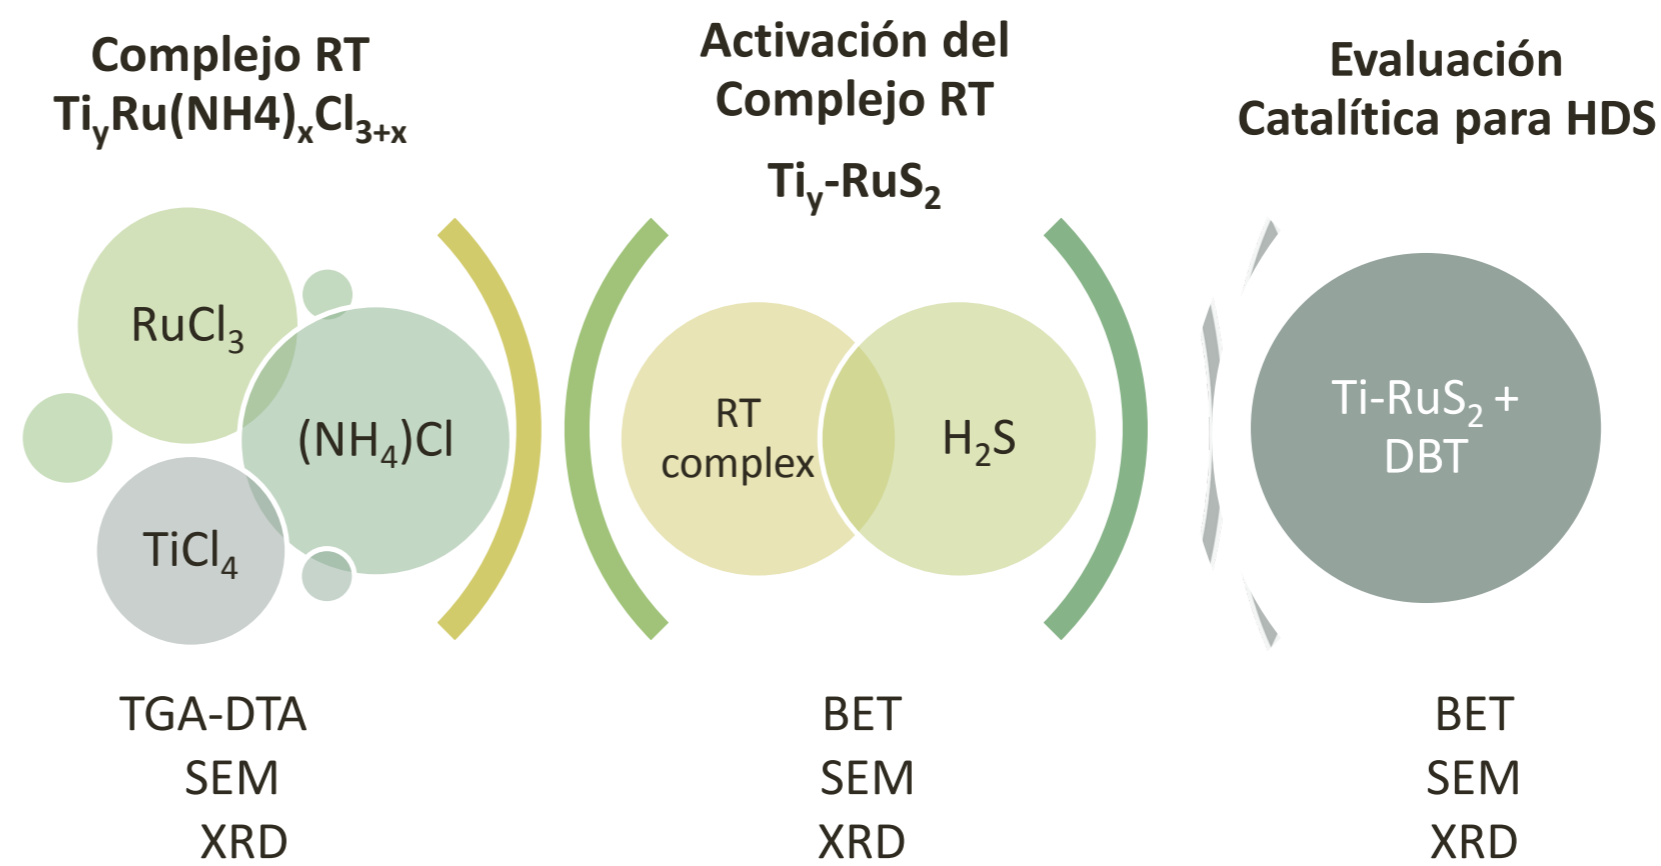 Complejo RT
TiyRu(NH4)xCl3+x
RuCl3
(NH4)Cl
TiCl4
TGA-DTA
SEM
XRD
Activación del
Complejo RT
Tiy-RuS2
RT
complex
H2S
BET
SEM
XRD
Evaluación
Catalítica para HDS
Ti-RuS2 +
DBT
BET
SEM
XRD